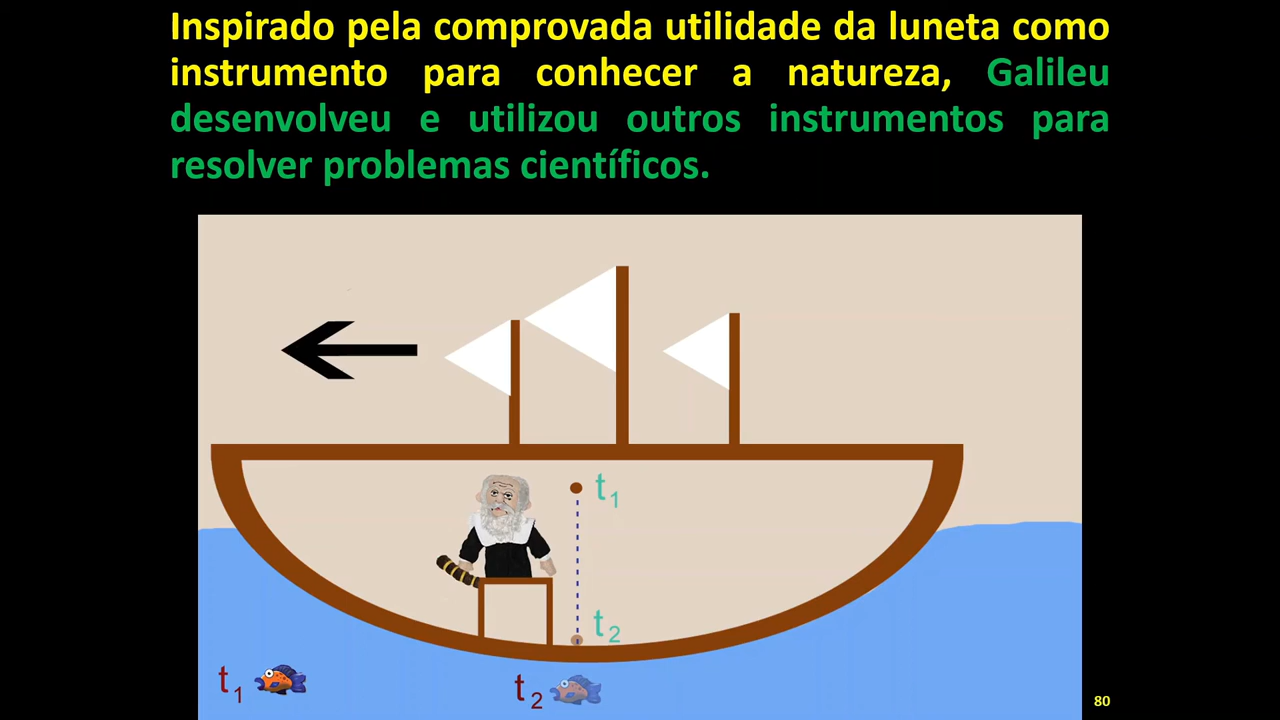 Inspirado pela comprovada utilidade da luneta como
instrumento para conhecer a natureza, Galileu
desenvolveu e utilizou outros instrumentos para
resolver problemas científicos.
t1
t2
t1
t2
80